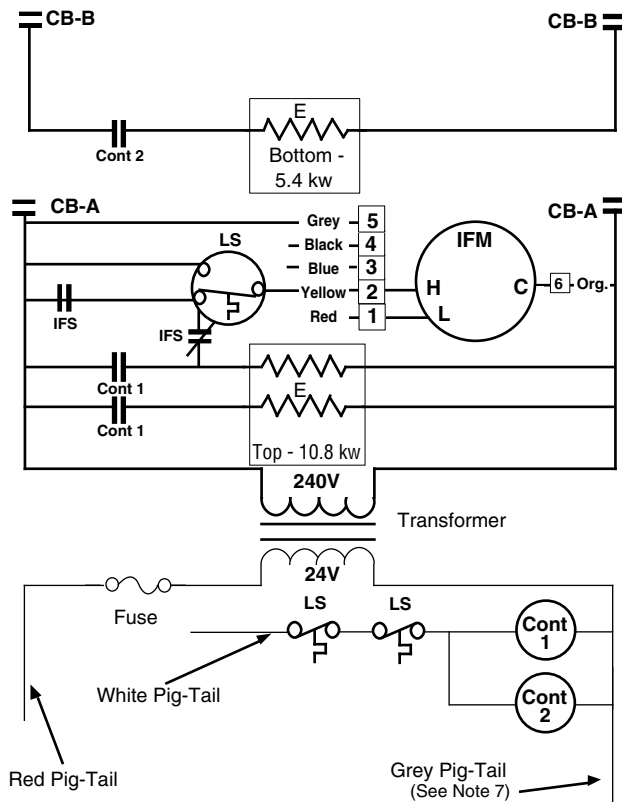 CB-B
CB-B
E
Cont 2
Bottom -
5.4 kw
CB-A
CB-A
Grey 5
LS
IFM
Black 4
Blue 3
Yellow 2
H
C
6 Org.
IFS
Red 1
L
IFS
Cont 1
E
Cont 1
Top - 10.8 kw
240V
Transformer
24V
Fuse
LS
LS
Cont
1
White Pig-Tail
Cont
2
Red Pig-Tail
Grey Pig-Tail
(See Note 7)